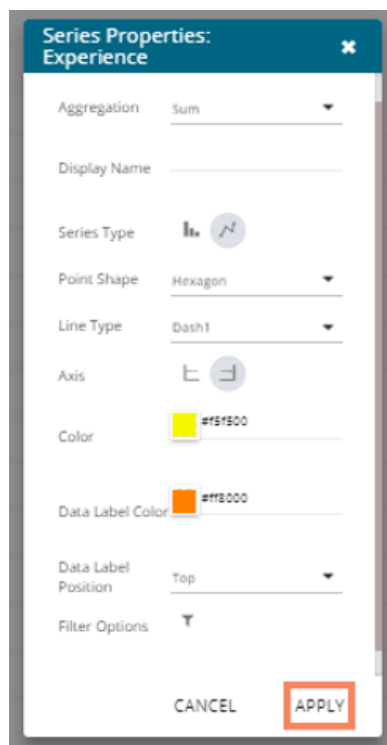 Series Properties:
Experience
Aggregation Sum
Display Name
Series Type
Point Shape Hexagon
Line Type Dash1
Axis
#f5f500
Color
#ff8000
Data Label Color
Data Label
Position Top
Filter Options
CANCEL APPLY